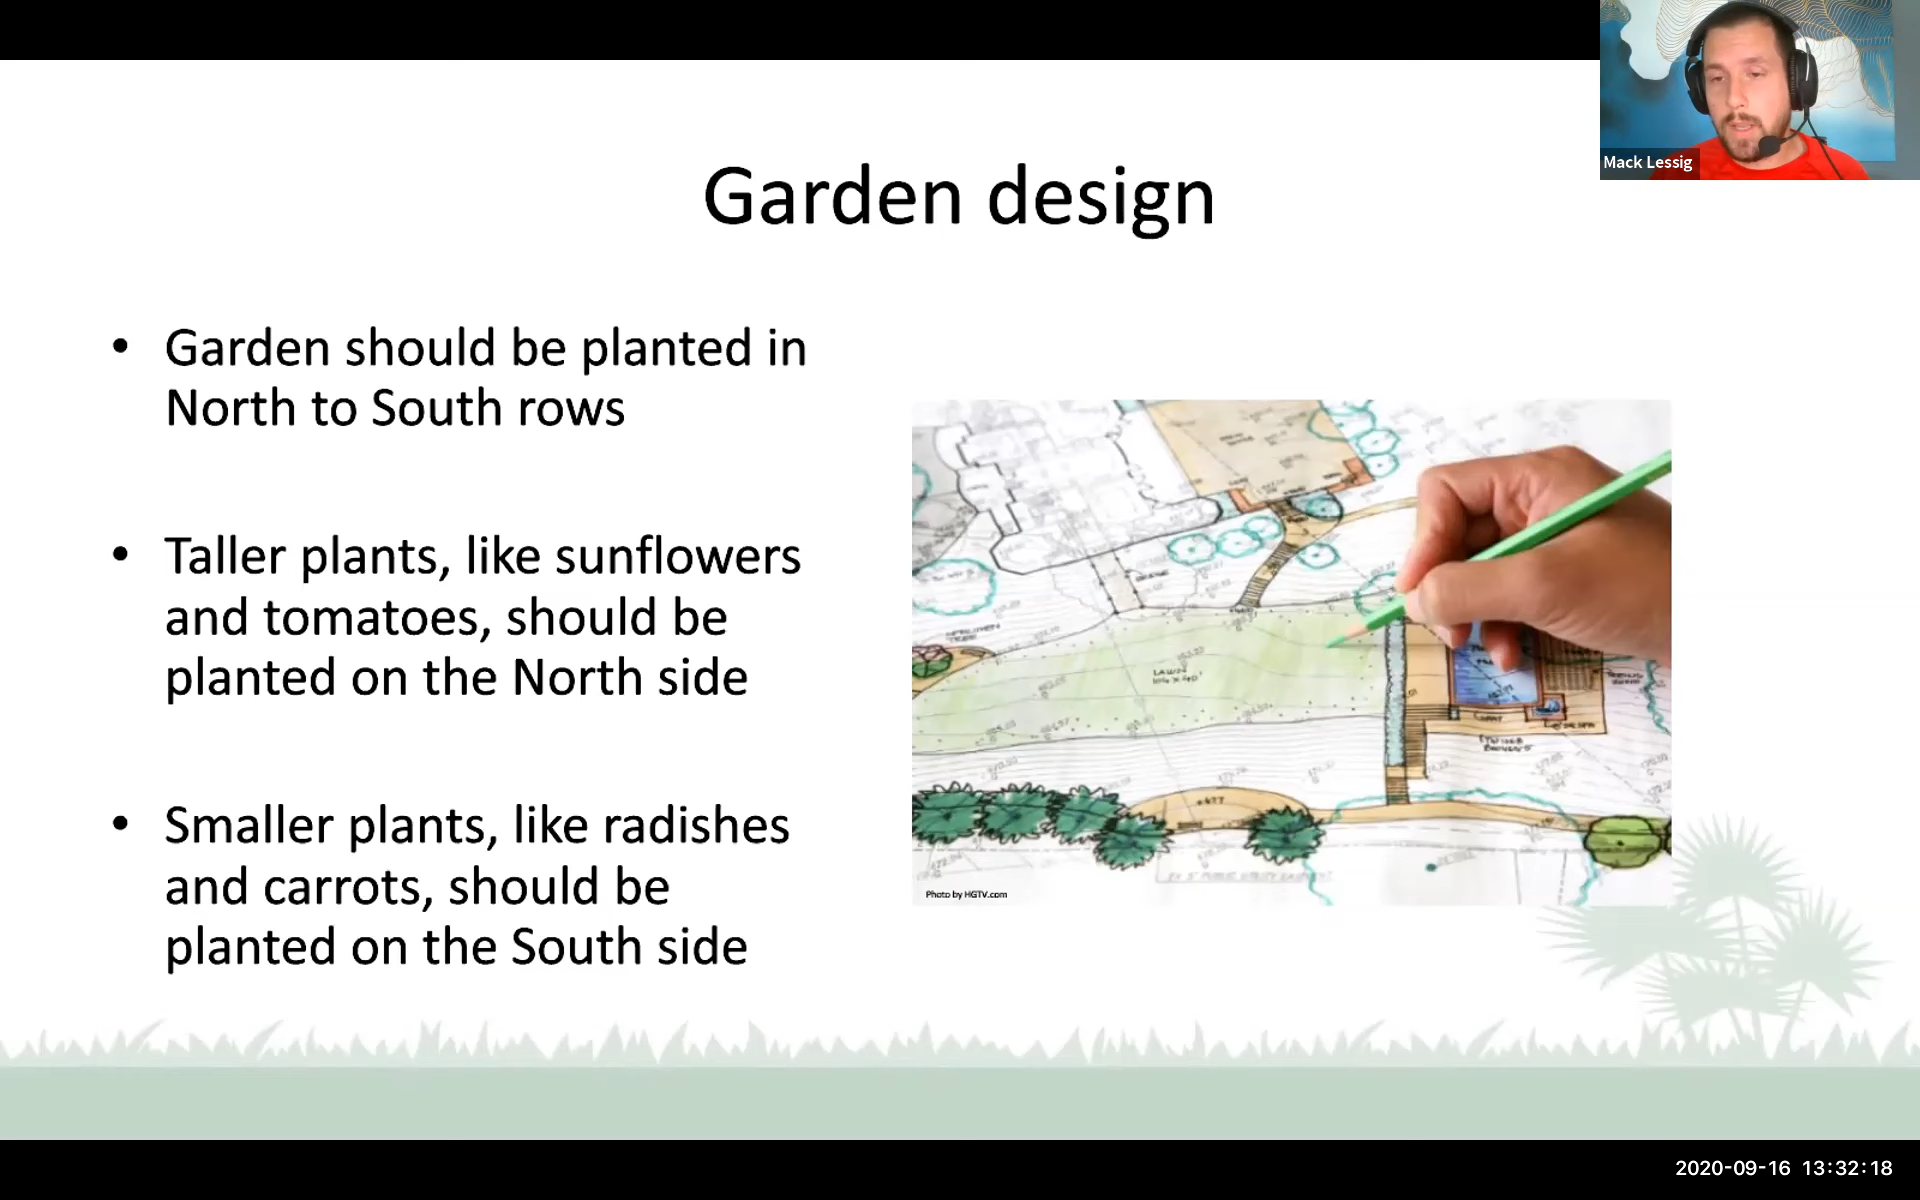 Mack Lessig
Garden design
• Garden should be planted in
North to South rows
• Taller plants, like sunflowers
and tomatoes, should be
planted on the North side
• Smaller plants, like radishes
and carrots, should be
planted on the South side
LAWN
Photo by HGTV.com
2020-09-16 13:32:18